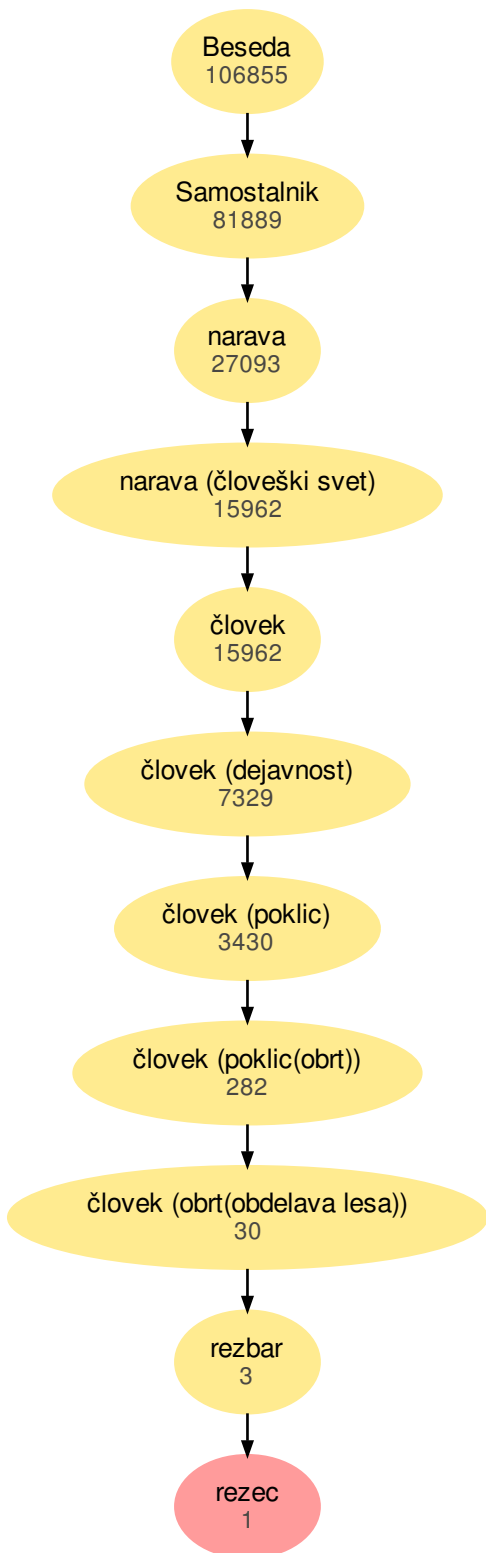 Beseda
106855
Samostalnik
81889
narava
27093
narava (človeški svet)
15962
človek
15962
človek (dejavnost)
7329
človek (poklic)
3430
človek (poklic(obrt))
282
človek (obrt(obdelava lesa))
30
rezbar
3
rezec
1